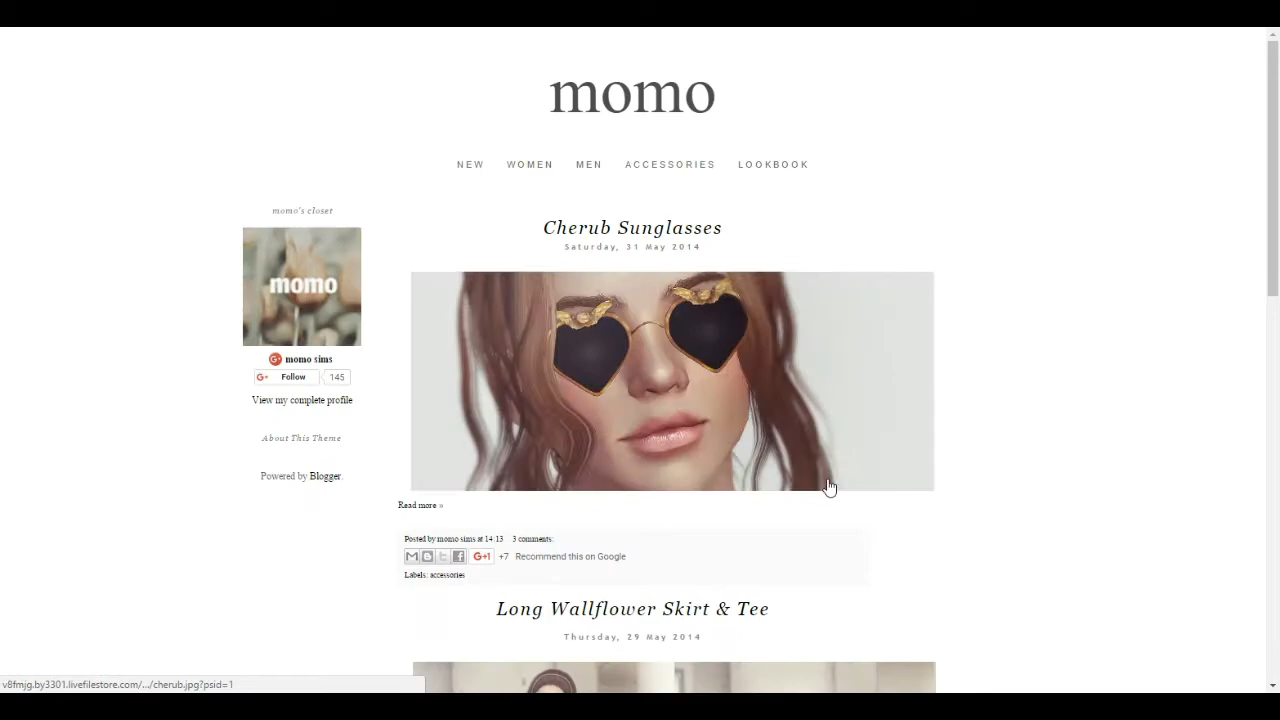 momo
NEW WOMEN MEN ACCESSORIES LOOKBOOK
momo's closet
momo
G+ momo sims
G+ Follow 145
View my complete profile
About This Theme
Powered by Blogger.
Cherub Sunglasses
Saturday, 31 May 2014
Read more »
Posted by momo sims at 14:13 3 comments:
G+1 +7 Recommend this on Google
Labels: accessories
Long Wallflower Skirt & Tee
Thursday, 29 May 2014
v8fmjg.by3301.livefilestore.com/.../cherub.jpg?psid=1